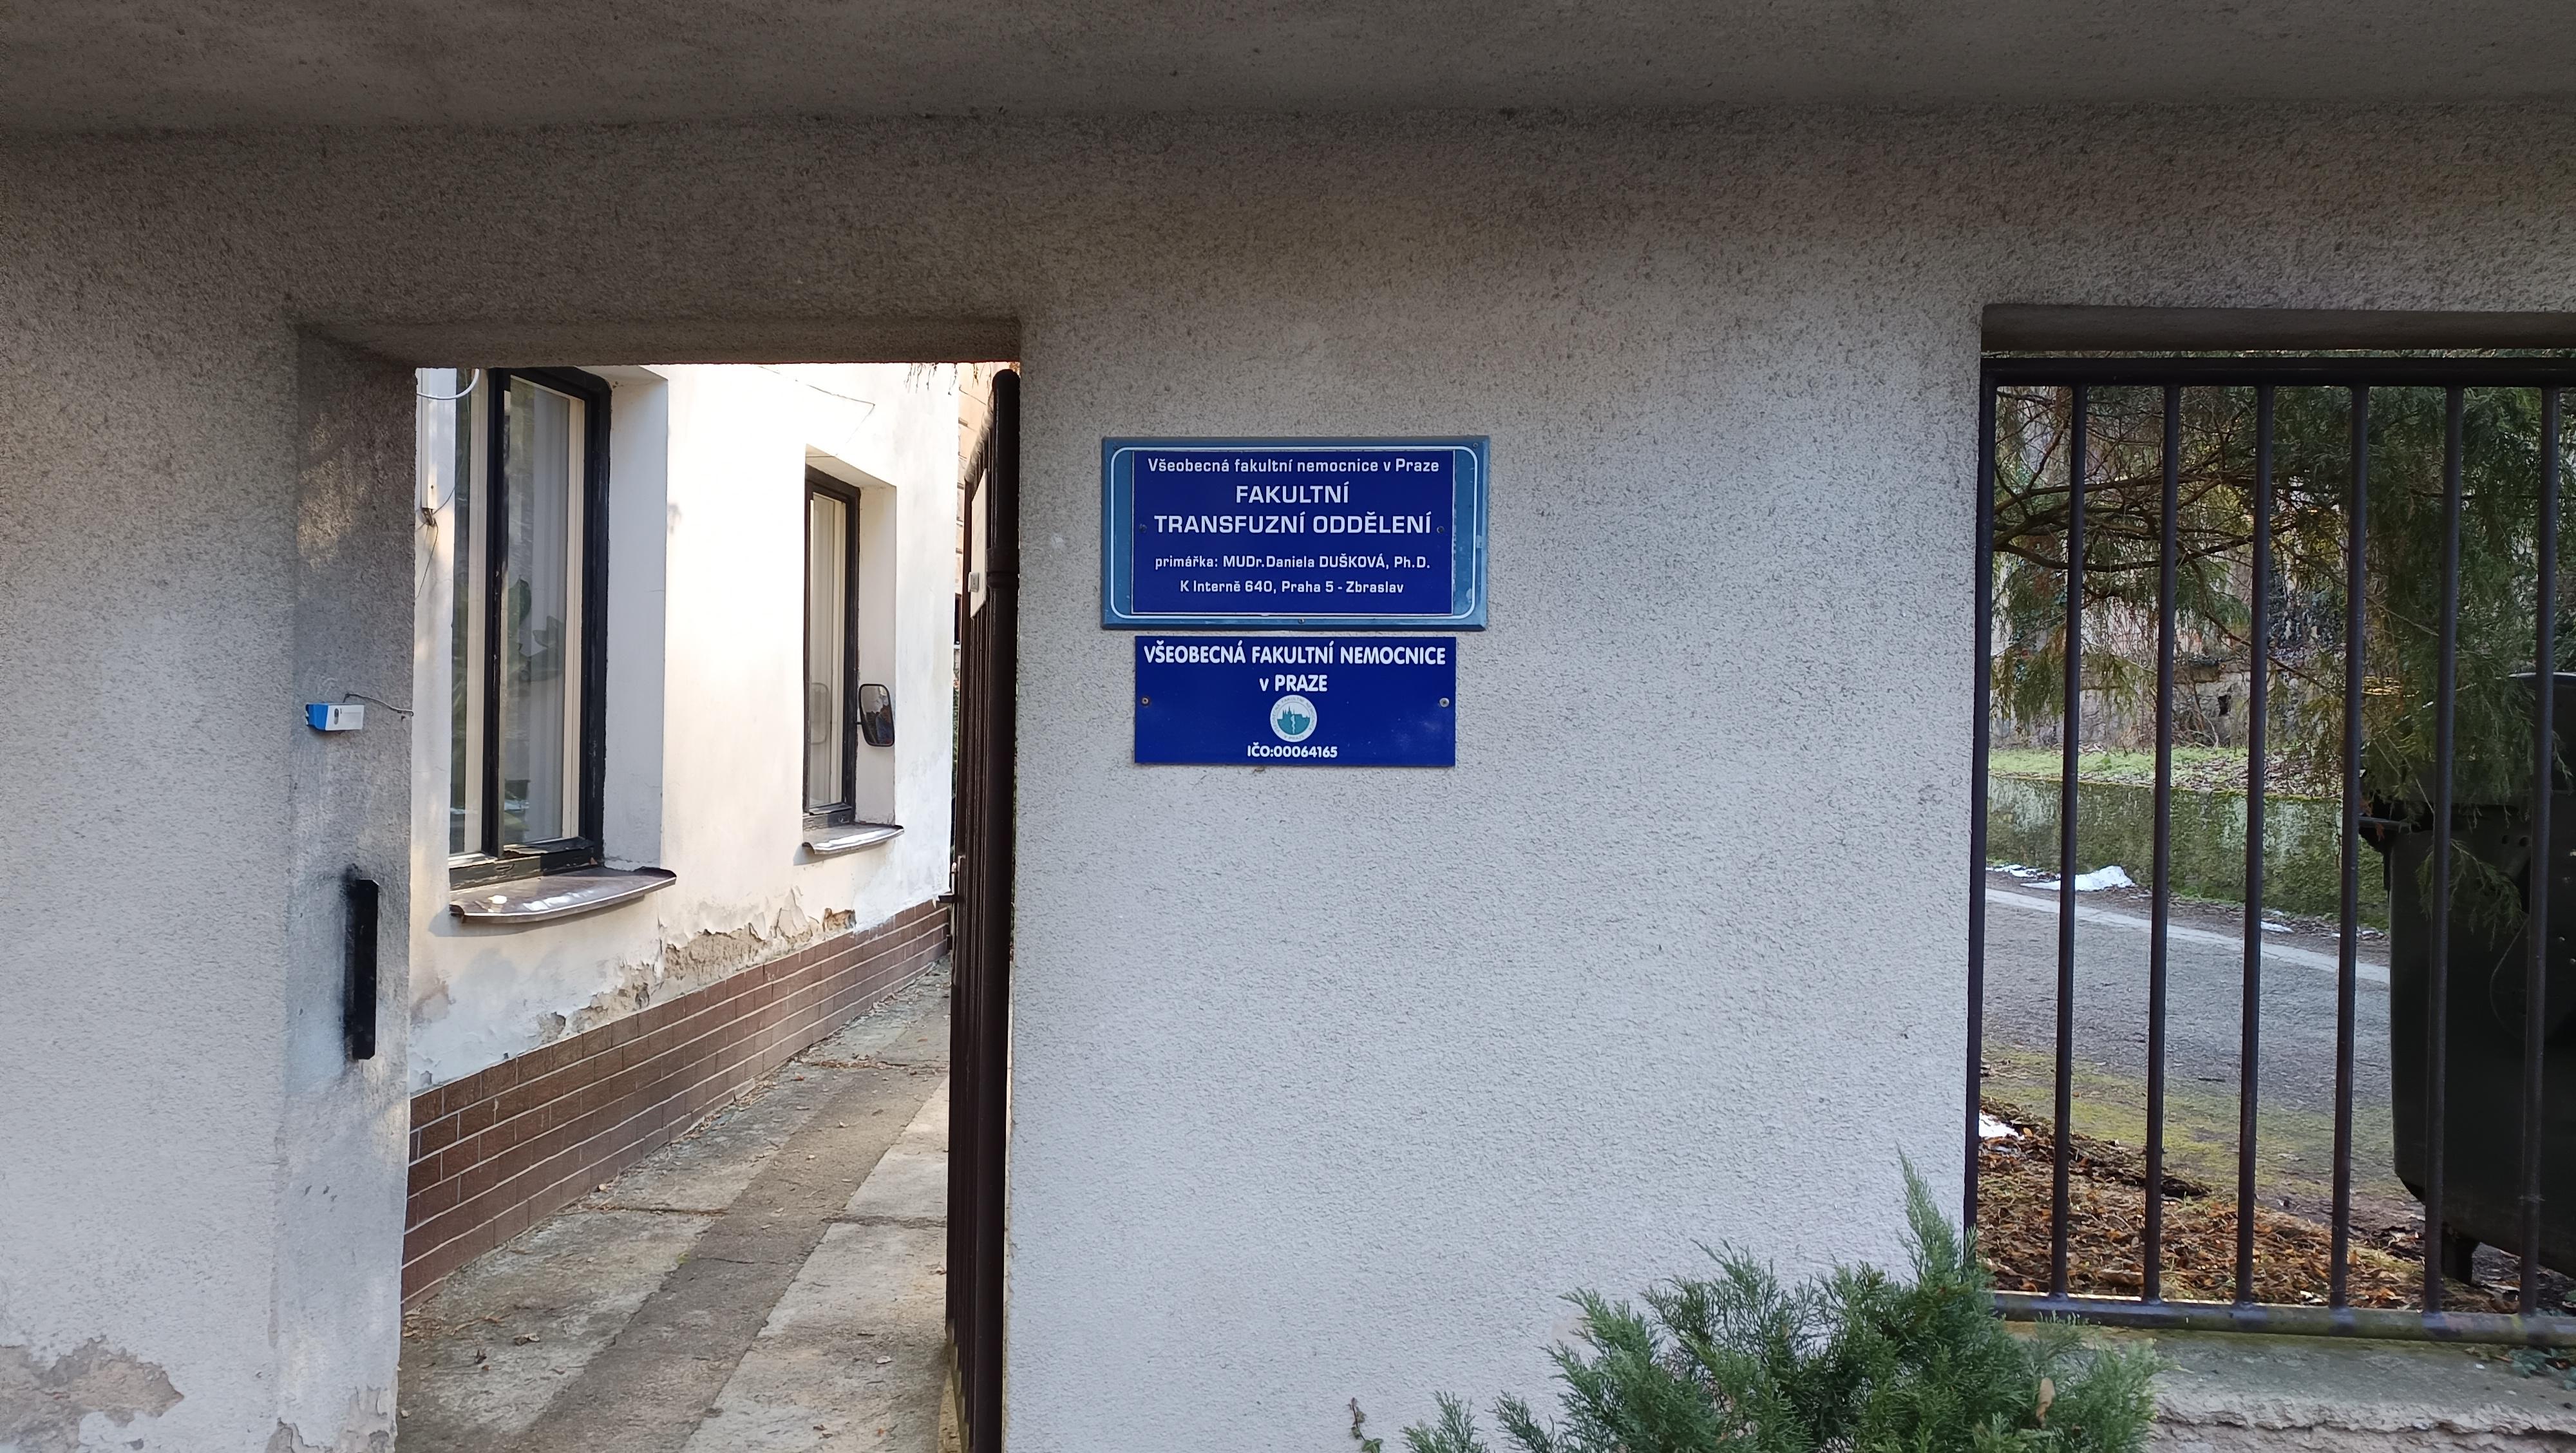 Všeobecná fakultní nemocnice v Praze
FAKULTNÍ
TRANSFUZNÍ ODDĚLENÍ
primářka: MUDr. Daniela DUŠKOVÁ, Ph.D.
K Interně 640, Praha 5 - Zbraslav
VŠEOBECNÁ FAKULTNÍ NEMOCNICE
v PRAZE
IČO:00064165